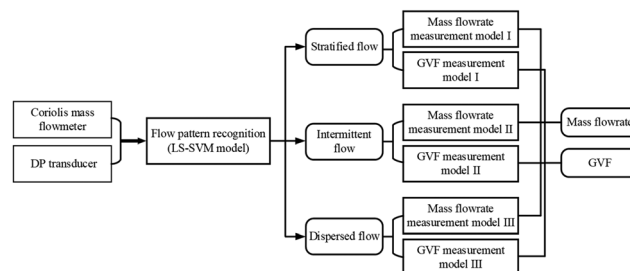 Coriolis mass
flowmeter
DP transducer
Flow pattern recognition
(LS-SVM model)
Stratified flow
Intermittent
flow
Dispersed flow
Mass flowrate
measurement model I
GVF measurement
model I
Mass flowrate
measurement model II
GVF measurement
model II
Mass flowrate
measurement model III
GVF measurement
model III
Mass flowrate
GVF